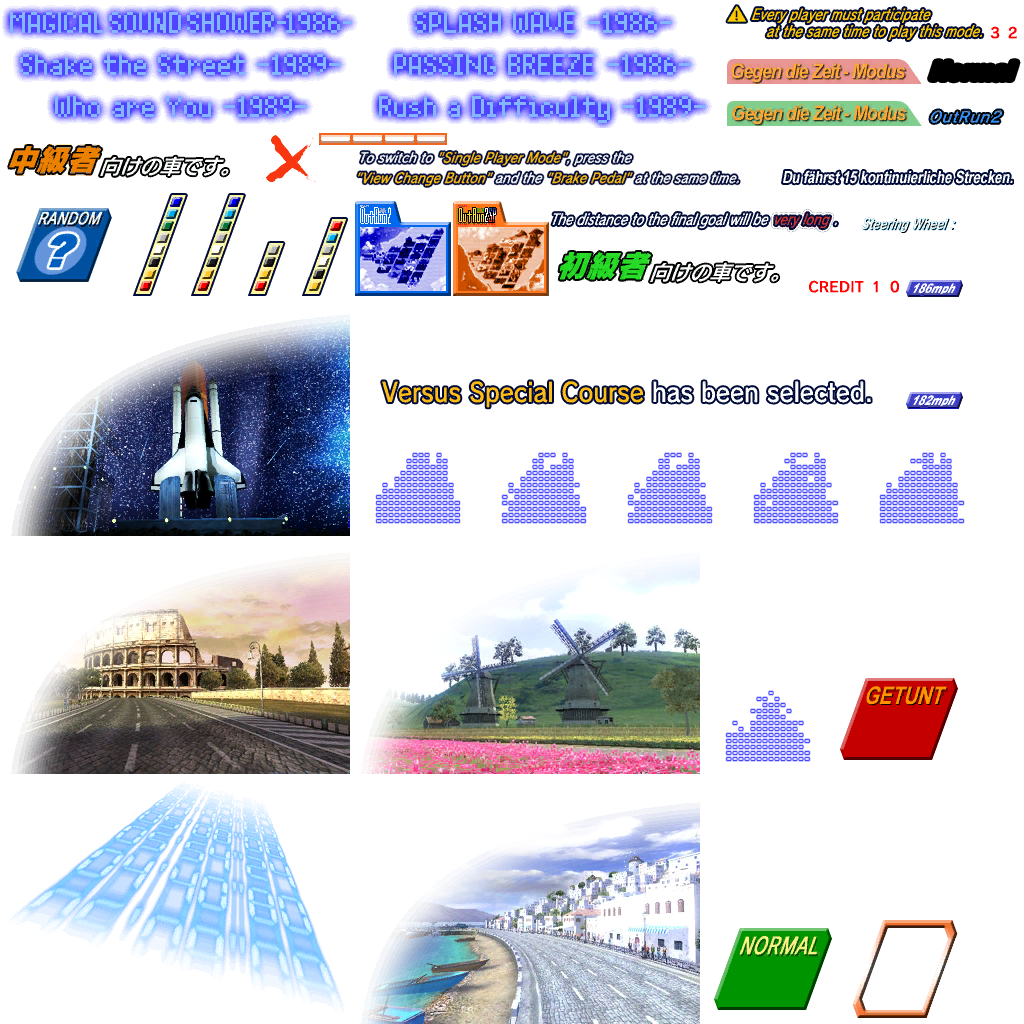 MAGICAL SOUND SHOWER -1986-
SPLASH WAVE -1986-
Shake the Street -1989-
PASSING BREEZE -1986-
Who are You -1989-
Rush a Difficulty -1989-
Every player must participate
at the same time to play this mode.
3 2
Gegen die Zeit - Modus
Normal
Gegen die Zeit - Modus
OutRun2
中級者向けの車です。
To switch to "Single Player Mode", press the
"View Change Button" and the "Brake Pedal" at the same time.
Du fährst 15 kontinuierliche Strecken.
RANDOM
?
OutRun2
OutRun2SP
The distance to the final goal will be very long .
Steering Wheel :
初級者向けの車です。
CREDIT 1 0
186mph
Versus Special Course has been selected.
182mph
GETUNT
NORMAL